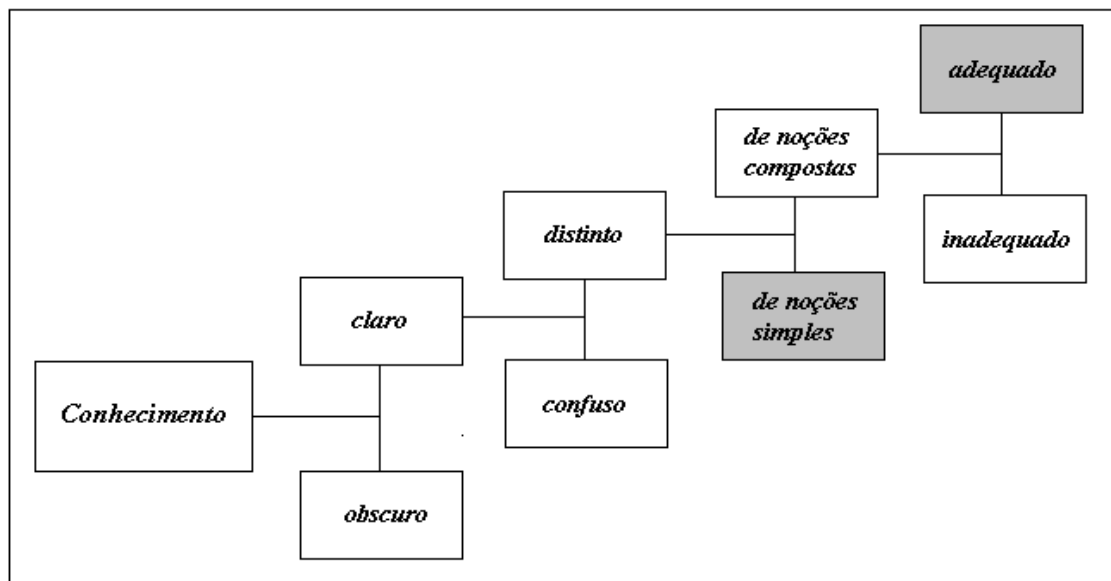 adequado
de noções
compostas
inadequado
distinto
de noções
simples
claro
confuso
Conhecimento
obscuro